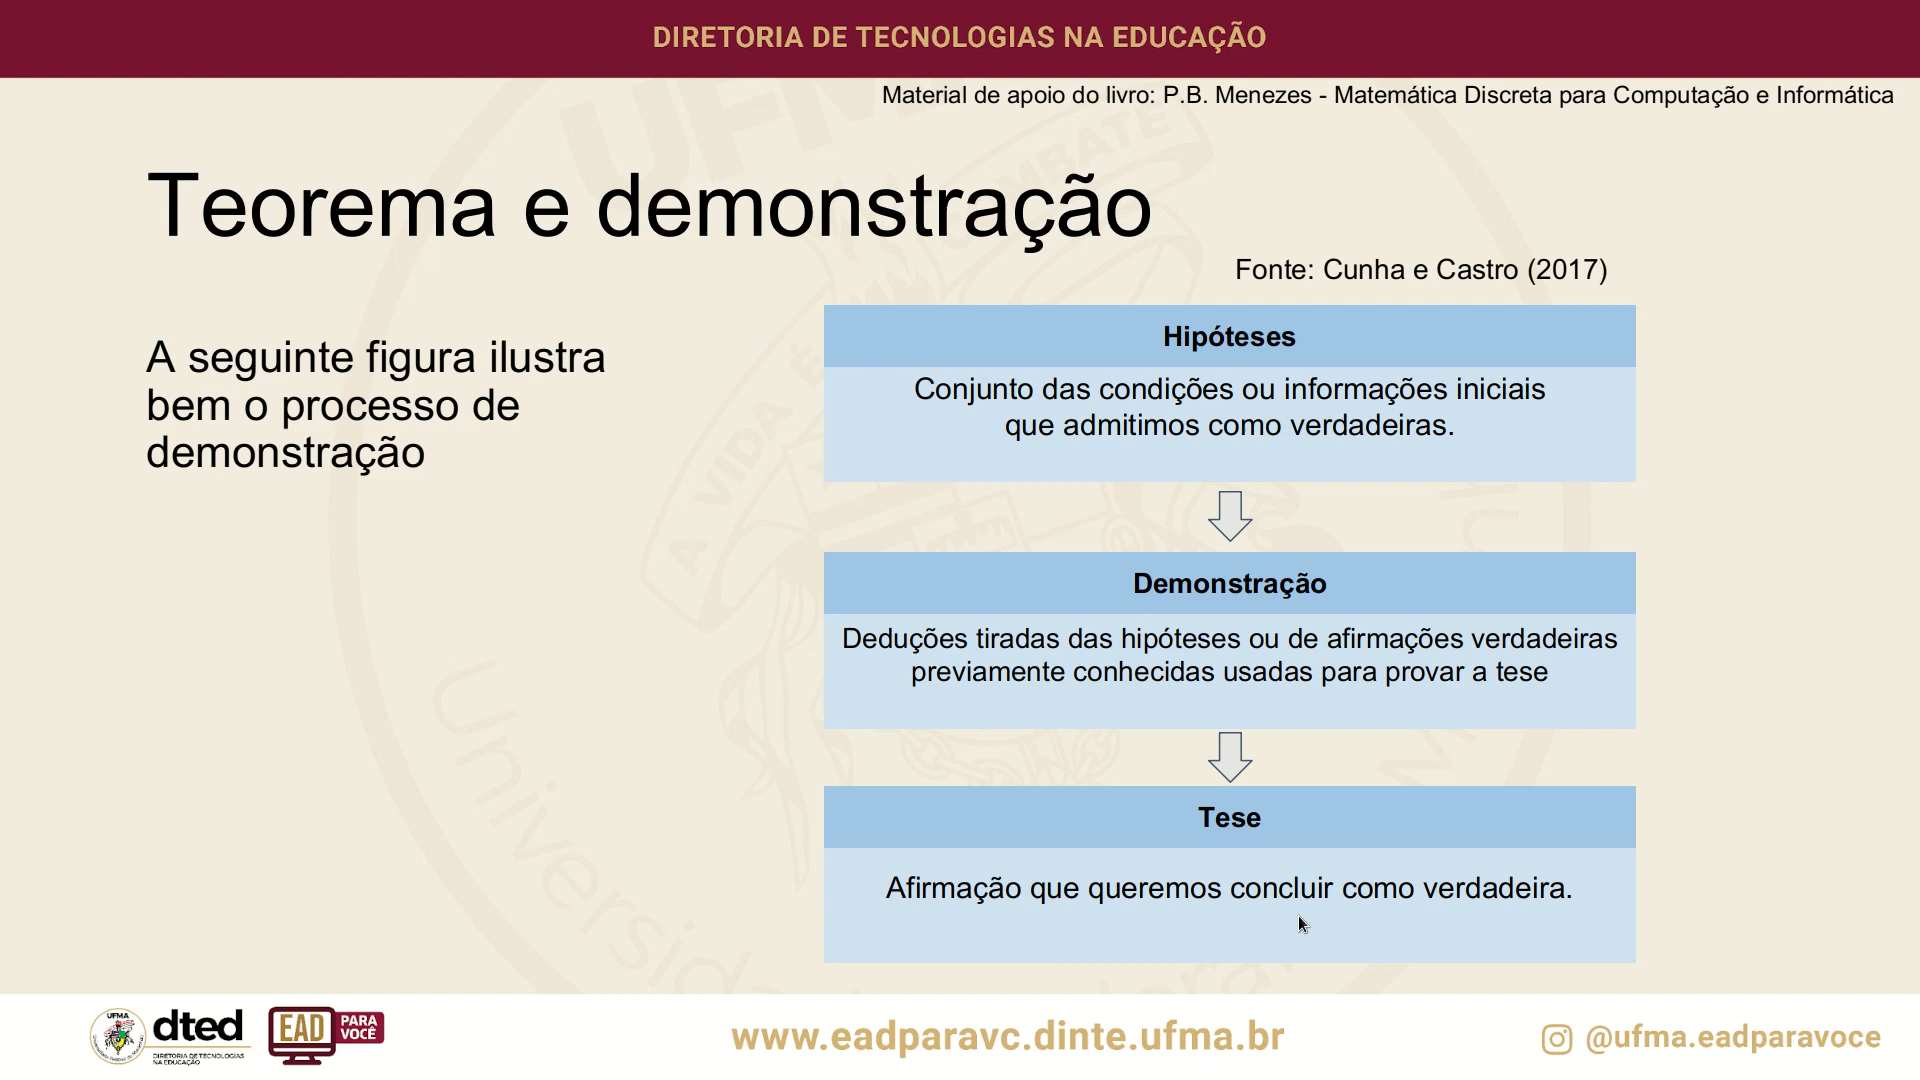 DIRETORIA DE TECNOLOGIAS NA EDUCAÇÃO
Material de apoio do livro: P.B. Menezes - Matemática Discreta para Computação e Informática
Teorema e demonstração
Fonte: Cunha e Castro (2017)
A seguinte figura ilustra
bem o processo de
demonstração
Hipóteses
Conjunto das condições ou informações iniciais
que admitimos como verdadeiras.
Demonstração
Deduções tiradas das hipóteses ou de afirmações verdadeiras
previamente conhecidas usadas para provar a tese
Tese
Afirmação que queremos concluir como verdadeira.
UFMA
dted
DIRETORIA DE TECNOLOGIAS
NA EDUCAÇÃO
EAD
PARA
VOCÊ
www.eadparavc.dinte.ufma.br
@ufma.eadparavoce